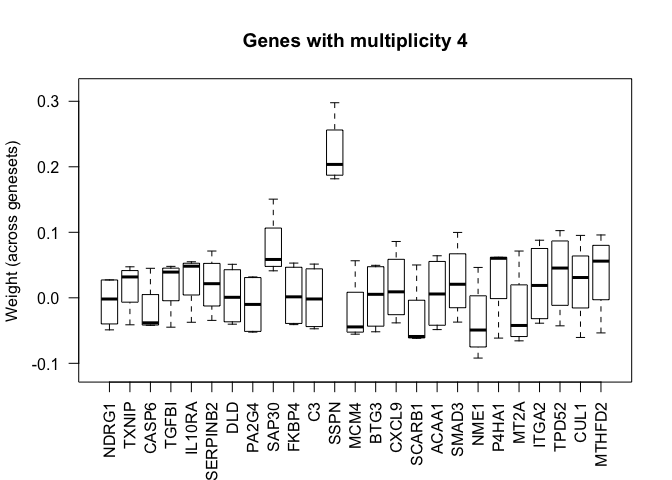 Genes with multiplicity 4
Weight (across genesets)
0.3
0.2
0.1
0.0
-0.1
NDRG1
TXNIP
CASP6
TGFBI
IL10RA
SERPINB2
DLD
PA2G4
SAP30
FKBP4
C3
SSPN
MCM4
BTG3
CXCL9
SCARB1
ACAA1
SMAD3
NME1
P4HA1
MT2A
ITGA2
TPD52
CUL1
MTHFD2